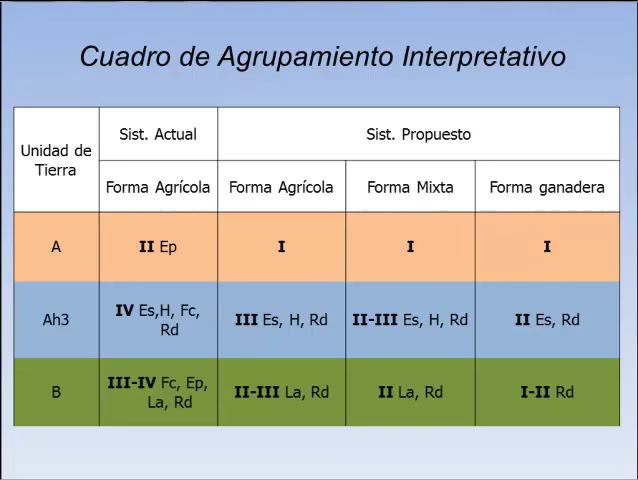 Cuadro de Agrupamiento Interpretativo
Unidad de
Tierra
Sist. Actual
Sist. Propuesto
Forma Agrícola
Forma Agrícola
Forma Mixta
Forma ganadera
A
II Ep
I
I
I
Ah3
IV Es,H, Fc,
Rd
III Es, H, Rd
II-III Es, H, Rd
II Es, Rd
B
III-IV Fc, Ep,
La, Rd
II-III La, Rd
II La, Rd
I-II Rd